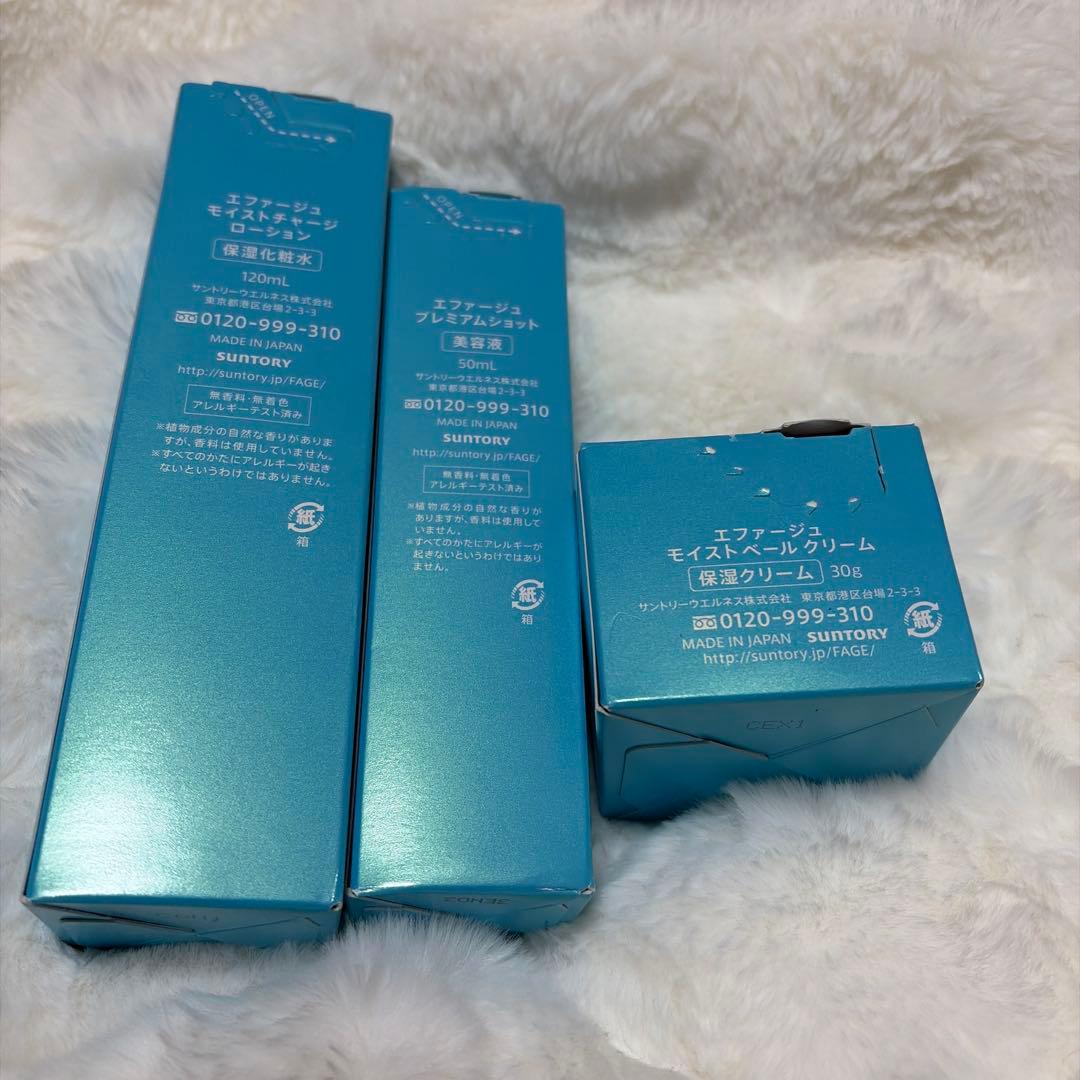 OPEN
エファージュ
モイストチャージ
ローション
保湿化粧水
120mL
サントリーウエルネス株式会社
東京都港区台場2-3-3
0120-999-310
MADE IN JAPAN
SUNTORY
http://suntory.jp/FAGE/
無香料・無着色
アレルギーテスト済み
※植物成分の自然な香りがありま
すが、香料は使用していません。
※すべてのかたにアレルギーが起き
ないというわけではありません。
紙
箱
OPEN
エファージュ
プレミアムショット
美容液
50mL
サントリーウエルネス株式会社
東京都港区台場2-3-3
0120-999-310
MADE IN JAPAN
SUNTORY
http://suntory.jp/FAGE/
無香料・無着色
アレルギーテスト済み
※植物成分の自然な香りが
ありますが、香料は使用して
いません。
※すべてのかたにアレルギーが
起きないというわけではあり
ません。
紙
箱
3END2
エファージュ
モイストベール クリーム
保湿クリーム 30g
サントリーウエルネス株式会社 東京都港区台場2-3-3
0120-999-310
MADE IN JAPAN SUNTORY
http://suntory.jp/FAGE/
紙
箱
CEX1